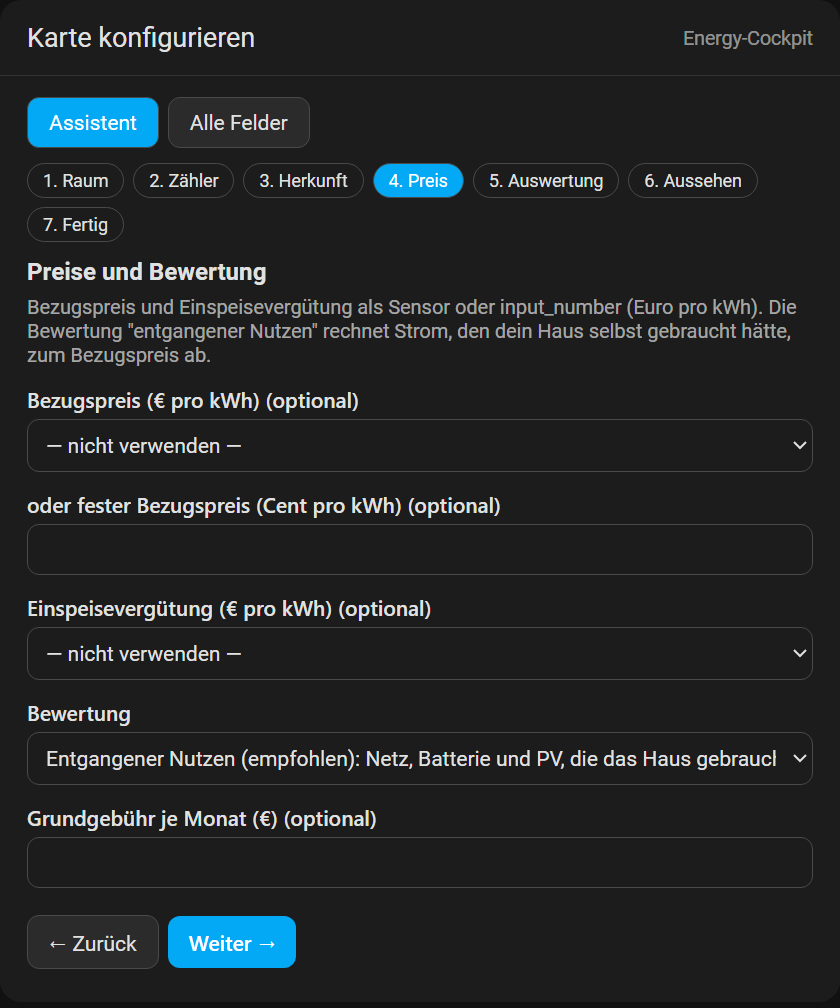 Karte konfigurieren
Energy-Cockpit
Assistent
Alle Felder
1. Raum
2. Zähler
3. Herkunft
4. Preis
5. Auswertung
6. Aussehen
7. Fertig
Preise und Bewertung
Bezugspreis und Einspeisevergütung als Sensor oder input_number (Euro pro kWh). Die
Bewertung "entgangener Nutzen" rechnet Strom, den dein Haus selbst gebraucht hätte,
zum Bezugspreis ab.
Bezugspreis (€ pro kWh) (optional)
— nicht verwenden —
oder fester Bezugspreis (Cent pro kWh) (optional)
Einspeisevergütung (€ pro kWh) (optional)
— nicht verwenden —
Bewertung
Entgangener Nutzen (empfohlen): Netz, Batterie und PV, die das Haus gebraucl
Grundgebühr je Monat (€) (optional)
← Zurück
Weiter →